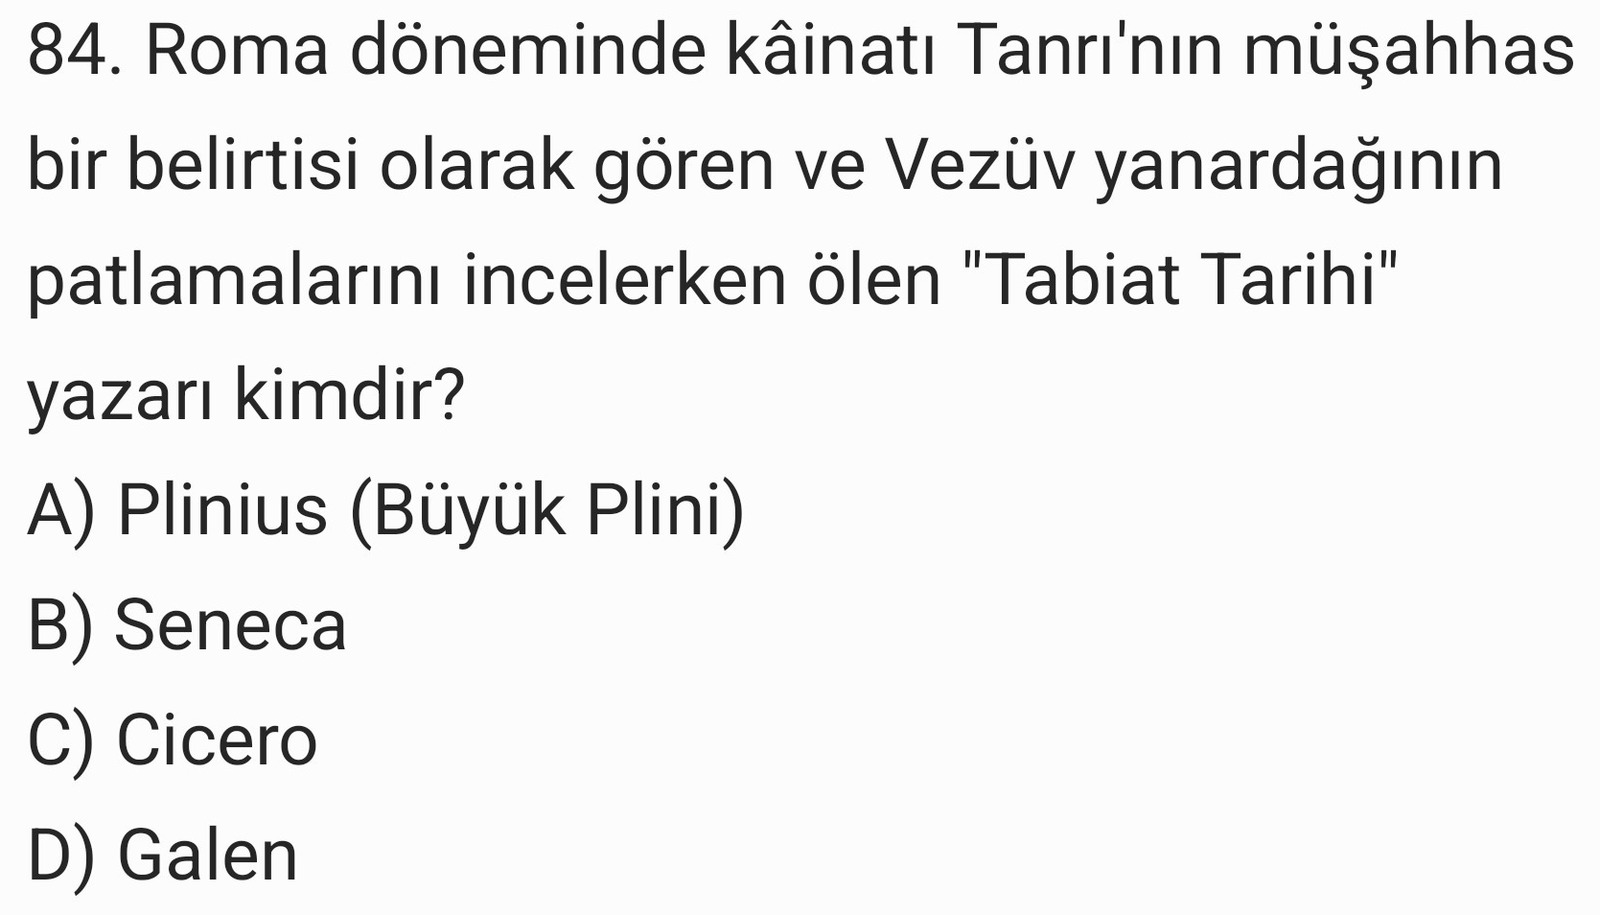 84. Roma döneminde kâinatı Tanrı'nın müşahhas
bir belirtisi olarak gören ve Vezüv yanardağının
patlamalarını incelerken ölen "Tabiat Tarihi"
yazarı kimdir?
A) Plinius (Büyük Plini)
B) Seneca
C) Cicero
D) Galen